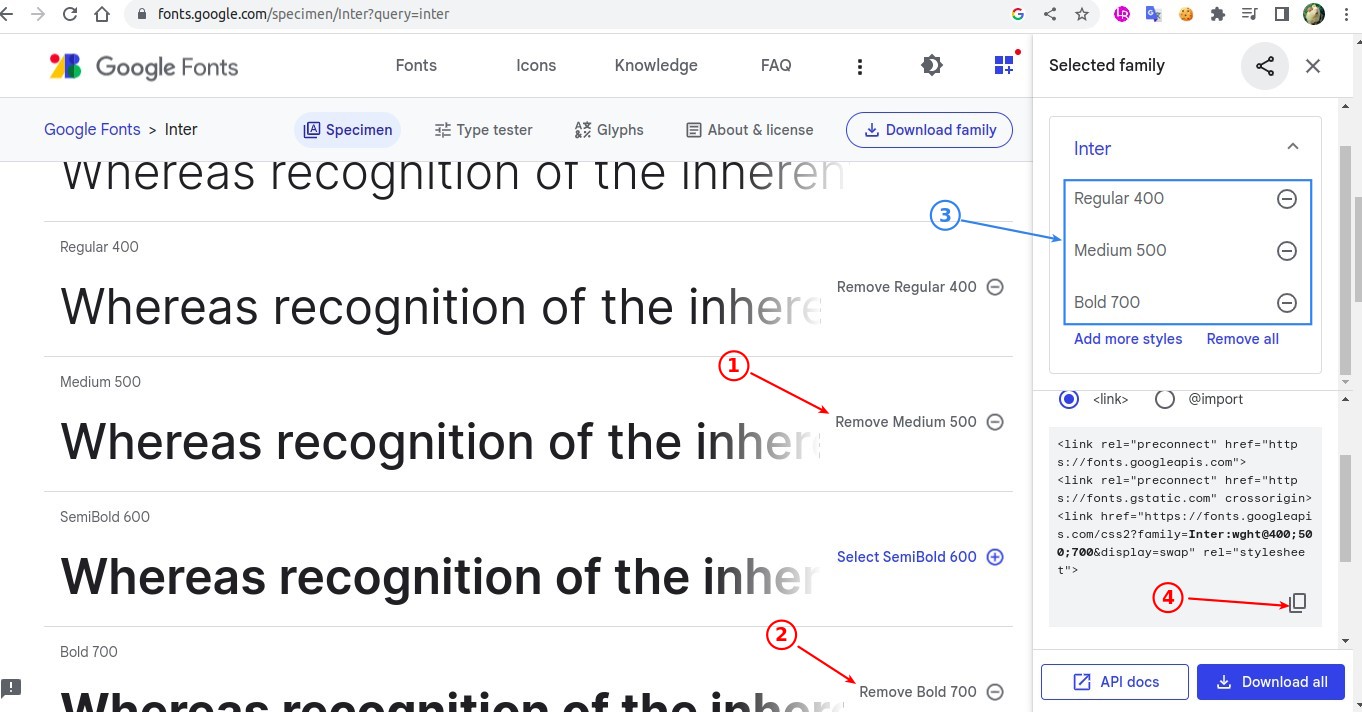 fonts.google.com/specimen/Inter?query=inter
Google Fonts
Fonts
Icons
Knowledge
FAQ
Google Fonts > Inter
Specimen
Type tester
Glyphs
About & license
Download family
Whereas recognition of the inheren
Regular 400
Whereas recognition of the inhere
Remove Regular 400
1
Medium 500
Whereas recognition of the inhere
Remove Medium 500
SemiBold 600
Whereas recognition of the inher
Select SemiBold 600
2
Bold 700
Whereas recognition of the inher
Remove Bold 700
Selected family
Inter
3
Regular 400
Medium 500
Bold 700
Add more styles
Remove all
<link>
@import
<link rel="preconnect" href="http
s://fonts.googleapis.com">
<link rel="preconnect" href="http
s://fonts.gstatic.com" crossorigin>
<link href="https://fonts.googleapi
s.com/css2?family=Inter:wght@400;50
0;700&display=swap" rel="styleshee
t">
4
API docs
Download all